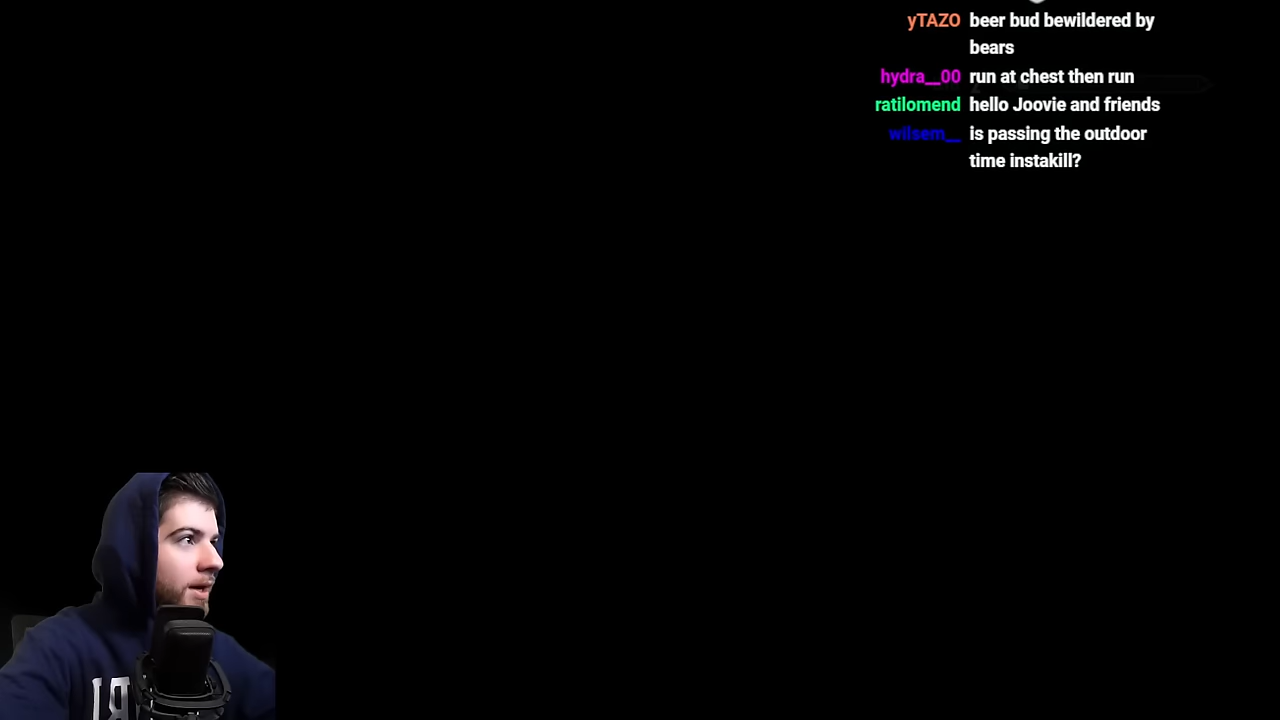 yTAZO beer bud bewildered by
bears
hydra__00 run at chest then run
ratilomend hello Joovie and friends
wilsem__ is passing the outdoor
time instakill?